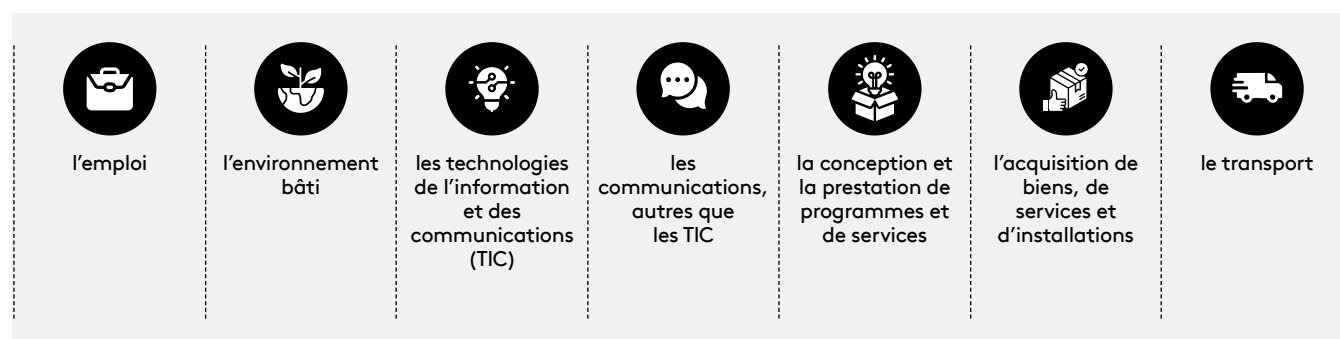 l'emploi
l'environnement
bâti
les technologies
de l'information
et des
communications
(TIC)
les
communications,
autres que
les TIC
la conception et
la prestation de
programmes et
de services
l'acquisition de
biens, de
services et
d'installations
le transport